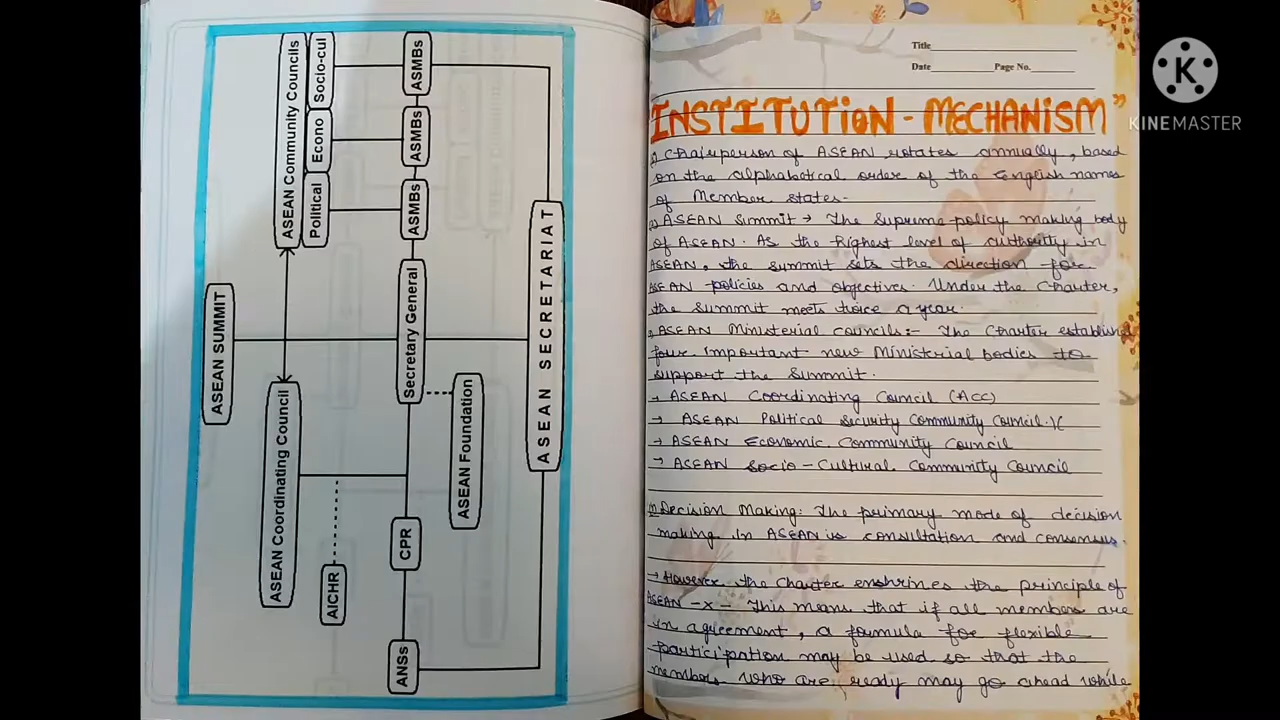 ASEAN SUMMIT
ASEAN Coordinating Council
ASEAN Community Councils
Political
Econo
Socio-cul
AICHR
ANSs
CPR
Secretary General
ASMBs
ASMBs
ASMBs
ASEAN Foundation
ASEAN SECRETARIAT
Title
Date Page No.
"INSTITUTION - MECHANISM"
Chairperson of ASEAN rotates annually, based
on the alphabetical order of the English names
of Member states.
ASEAN Summit → The Supreme policy making body
of ASEAN. As the highest level of authority in
ASEAN, the summit sets the direction for
ASEAN policies and objectives. Under the Charter,
the Summit meets twice a year.
ASEAN Ministerial councils:- The Charter established
four important new Ministerial bodies to
support the Summit.
→ ASEAN Coordinating Council (ACC)
→ ASEAN Political Security Community Council
→ ASEAN Economic Community Council
→ ASEAN Socio-Cultural Community Council
Decision Making: The primary mode of decision
making in ASEAN is consultation and consensus.
→ However the Charter enshrines the principle of
ASEAN -x- This means that if all members are
in agreement, a formula for flexible
participation may be used so that the
members who are ready may go ahead while
KINEMASTER